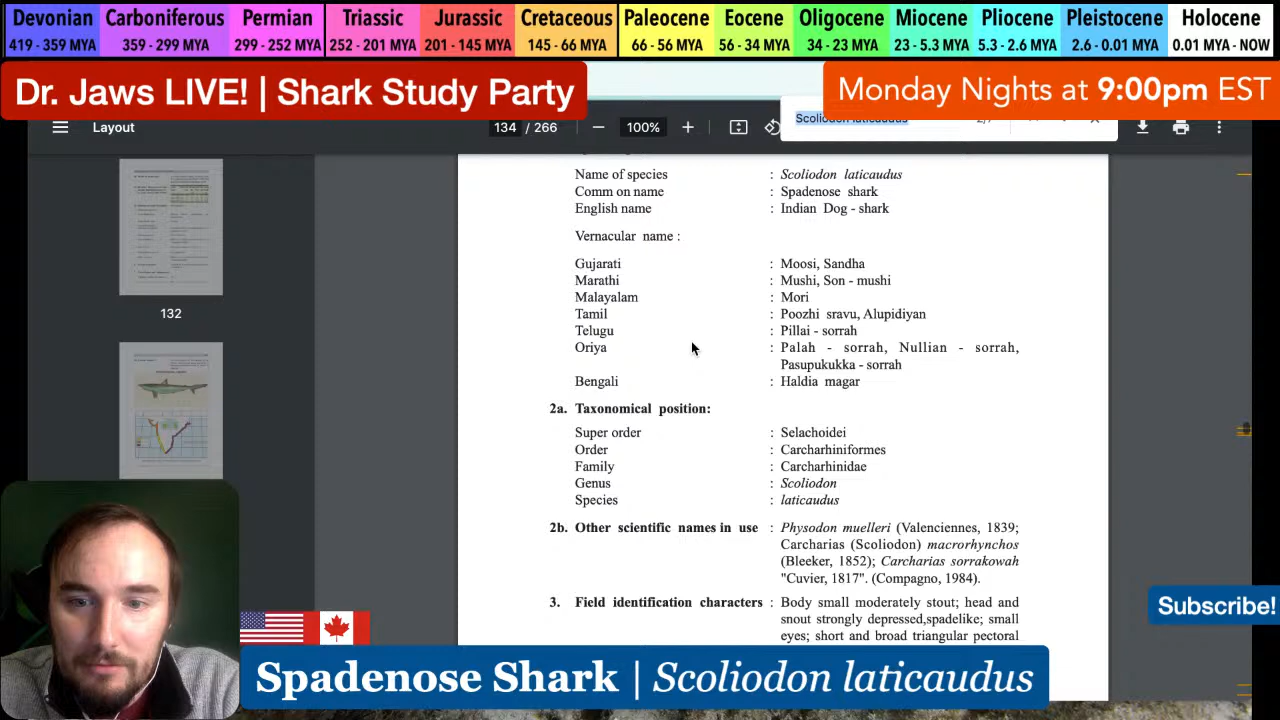 Devonian Carboniferous Permian Triassic Jurassic Cretaceous Paleocene Eocene Oligocene Miocene Pliocene Pleistocene Holocene
419 - 359 MYA 359 - 299 MYA 299 - 252 MYA 252 - 201 MYA 201 - 145 MYA 145 - 66 MYA 66 - 56 MYA 56 - 34 MYA 34 - 23 MYA 23 - 5.3 MYA 5.3 - 2.6 MYA 2.6 - 0.01 MYA 0.01 MYA - NOW
Dr. Jaws LIVE! | Shark Study Party
Monday Nights at 9:00pm EST
Layout 134 / 266 100% Scoliodon laticaudus
132
Name of species : Scoliodon laticaudus
Comm on name : Spadenose shark
English name : Indian Dog - shark
Vernacular name :
Gujarati : Moosi, Sandha
Marathi : Mushi, Son - mushi
Malayalam : Mori
Tamil : Poozhi sravu, Alupidiyan
Telugu : Pillai - sorrah
Oriya : Palah - sorrah, Nullian - sorrah,
Pasupukukka - sorrah
Bengali : Haldia magar
2a. Taxonomical position:
Super order : Selachoidei
Order : Carcharhiniformes
Family : Carcharhinidae
Genus : Scoliodon
Species : laticaudus
2b. Other scientific names in use : Physodon muelleri (Valenciennes, 1839;
Carcharias (Scoliodon) macrorhynchos
(Bleeker, 1852); Carcharias sorrakowah
"Cuvier, 1817". (Compagno, 1984).
3. Field identification characters : Body small moderately stout; head and
snout strongly depressed,spadelike; small
eyes; short and broad triangular pectoral
Subscribe!
Spadenose Shark | Scoliodon laticaudus